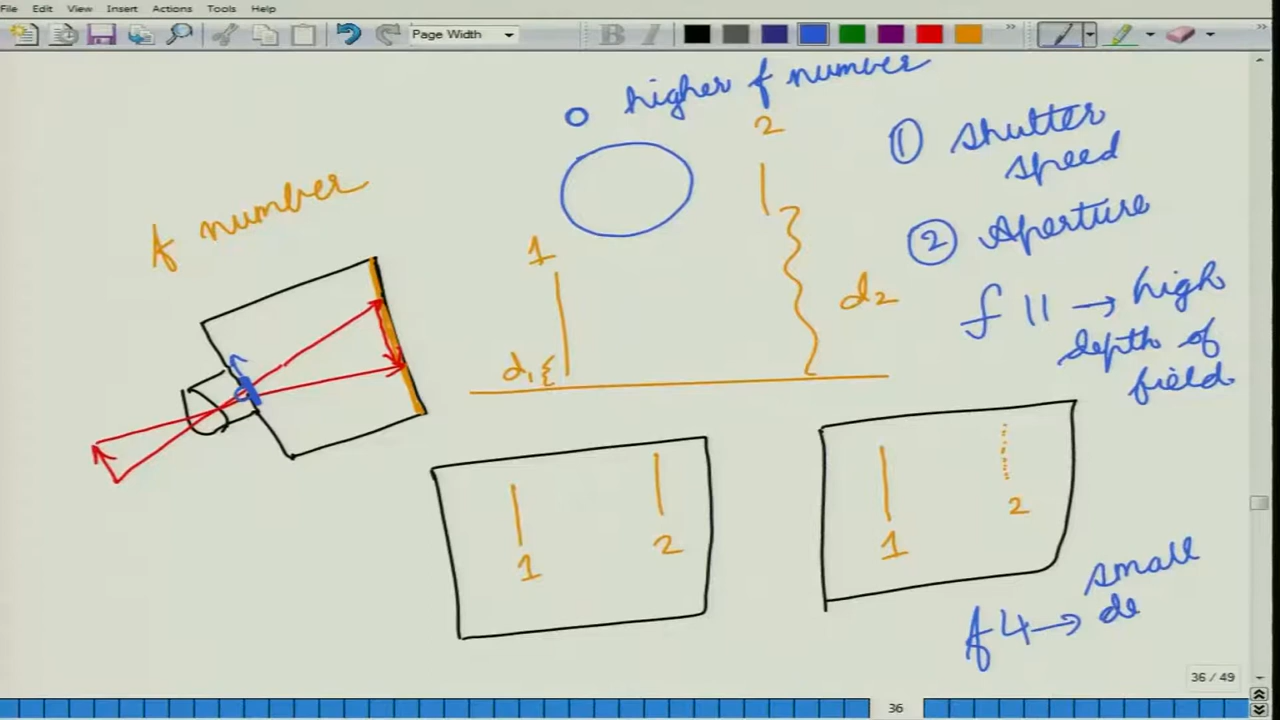 File Edit View Insert Actions Tools Help
Page Width
B I
higher f number
f number
1
2
d1
d2
① Shutter
speed
② Aperture
f 11 → high
depth of
field
1
2
1
2
f 4 → small
de
36 / 49
36